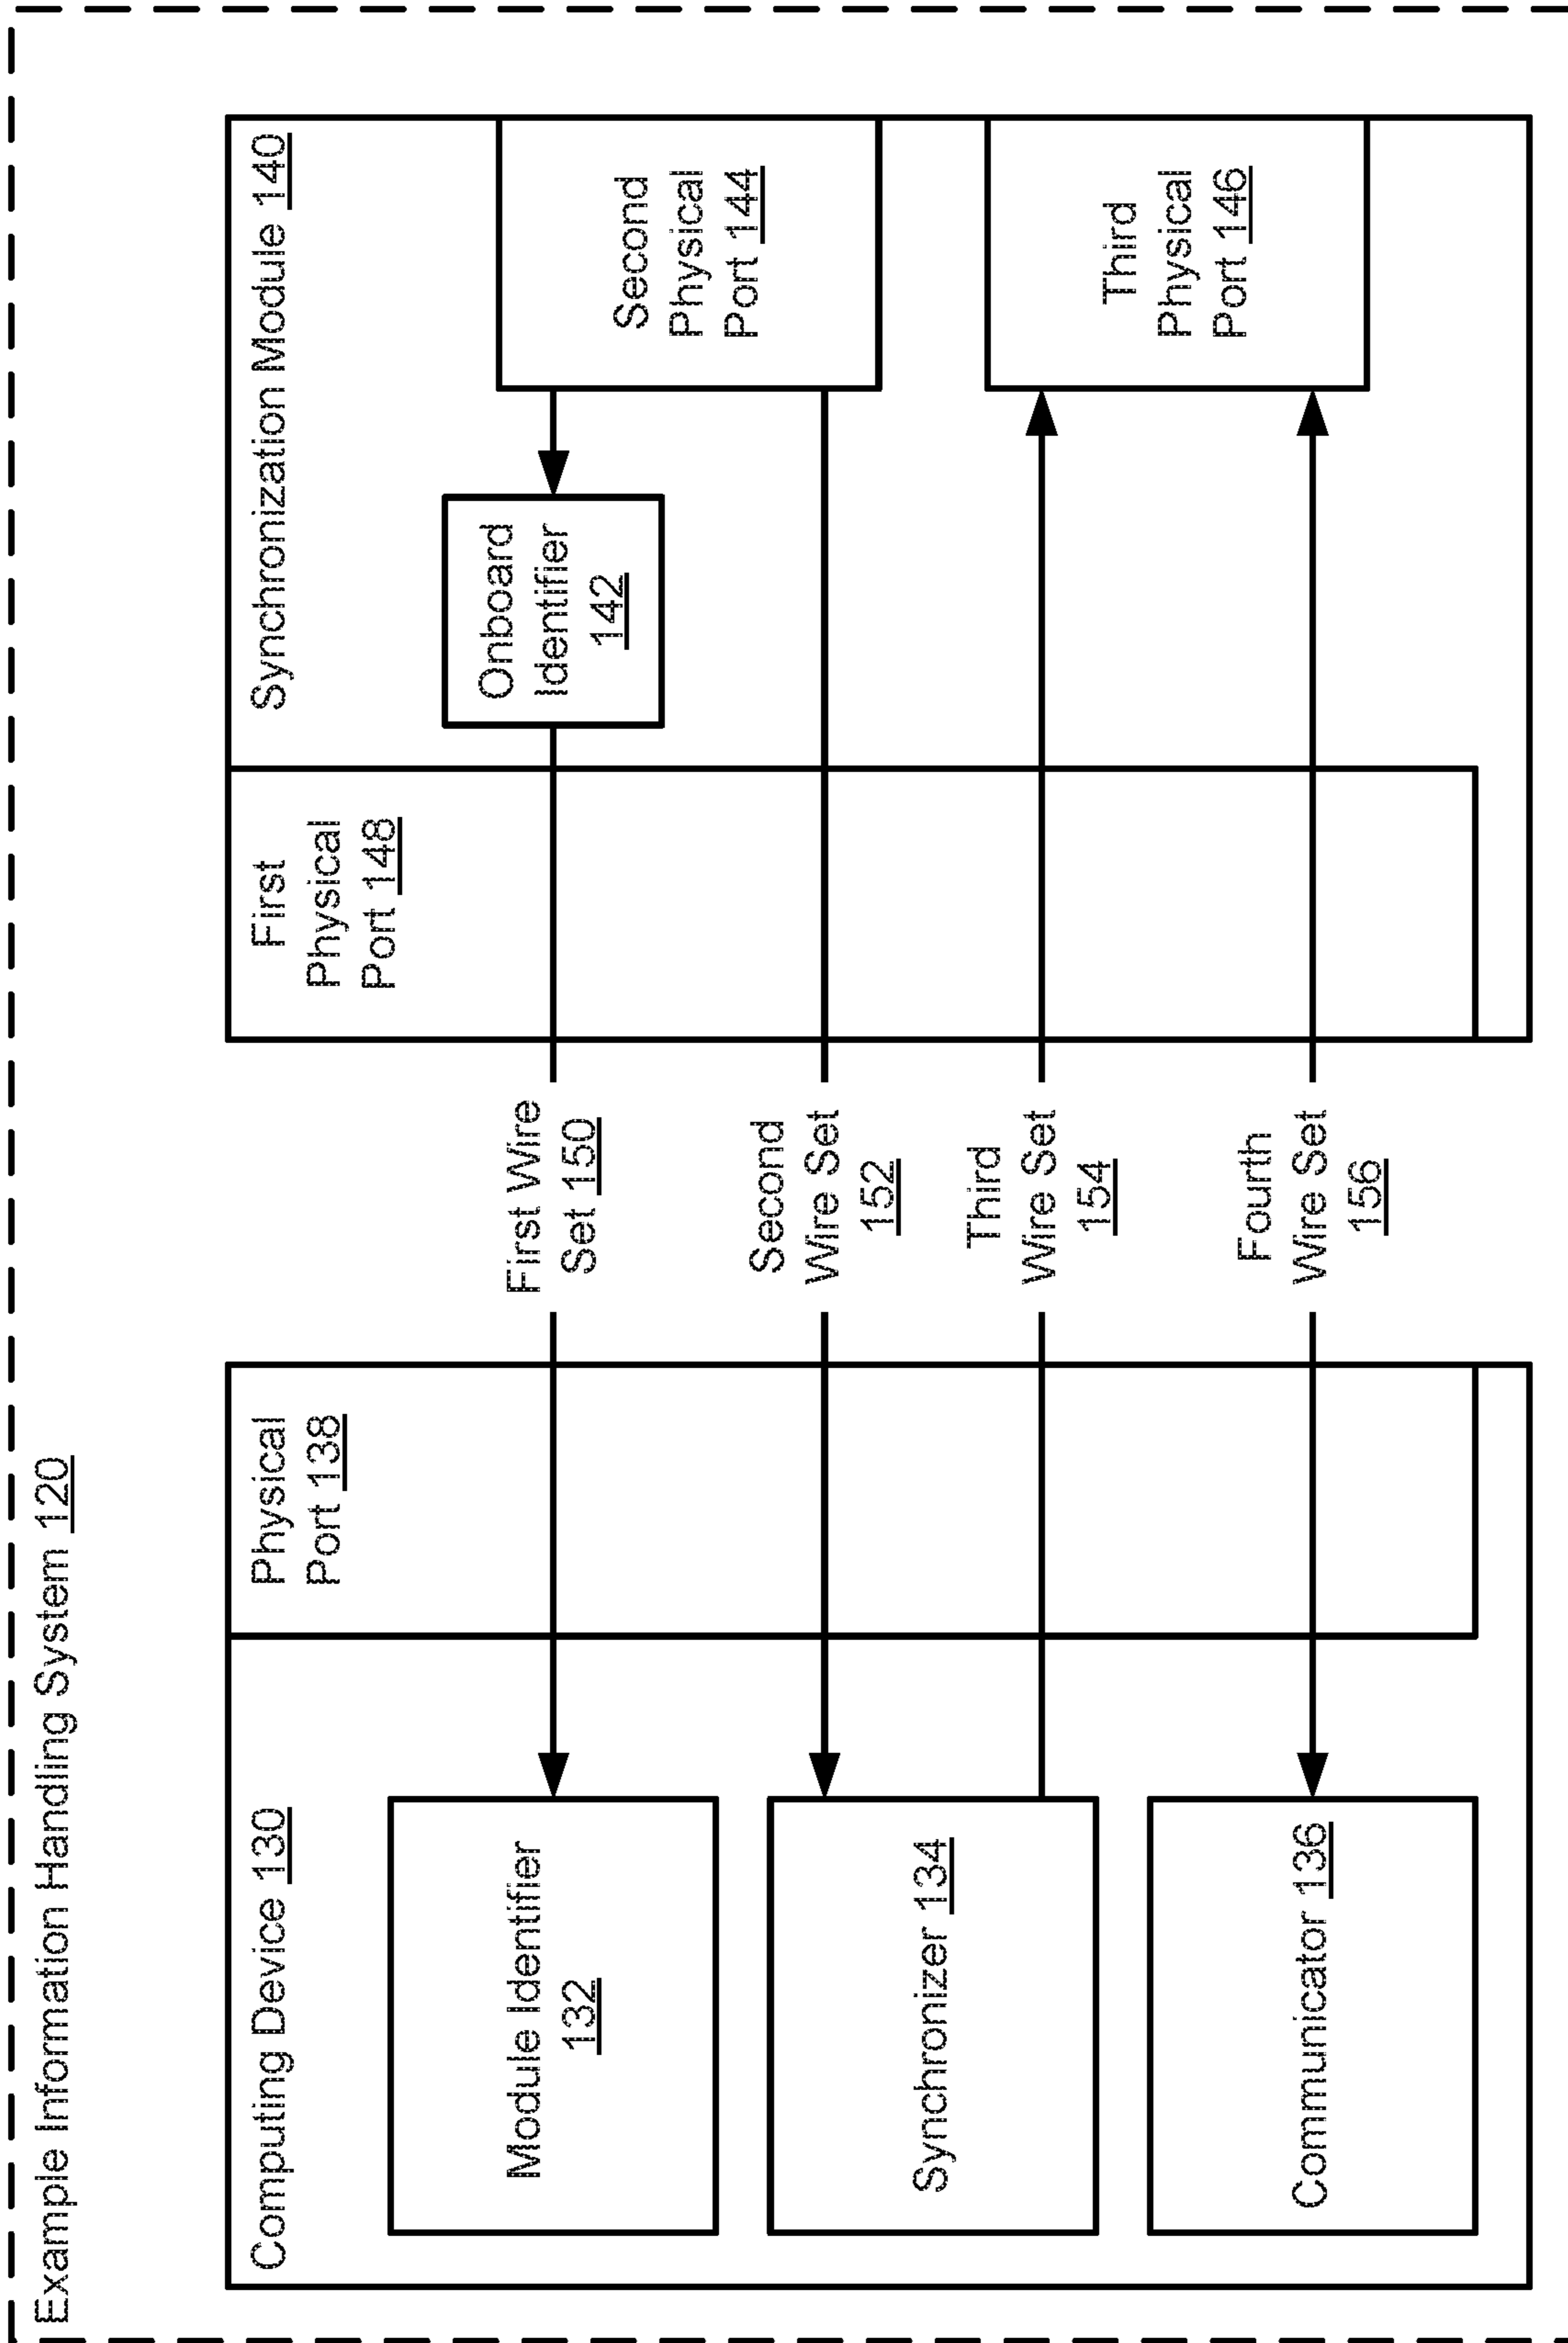 Example Information Handling System 120
Computing Device 130
Module Identifier
132
Synchronizer 134
Communicator 136
Physical
Port 138
First Wire
Set 150
Second
Wire Set
152
Third
Wire Set
154
Fourth
Wire Set
156
Synchronization Module 140
First
Physical
Port 148
Onboard
Identifier
142
Second
Physical
Port 144
Third
Physical
Port 146